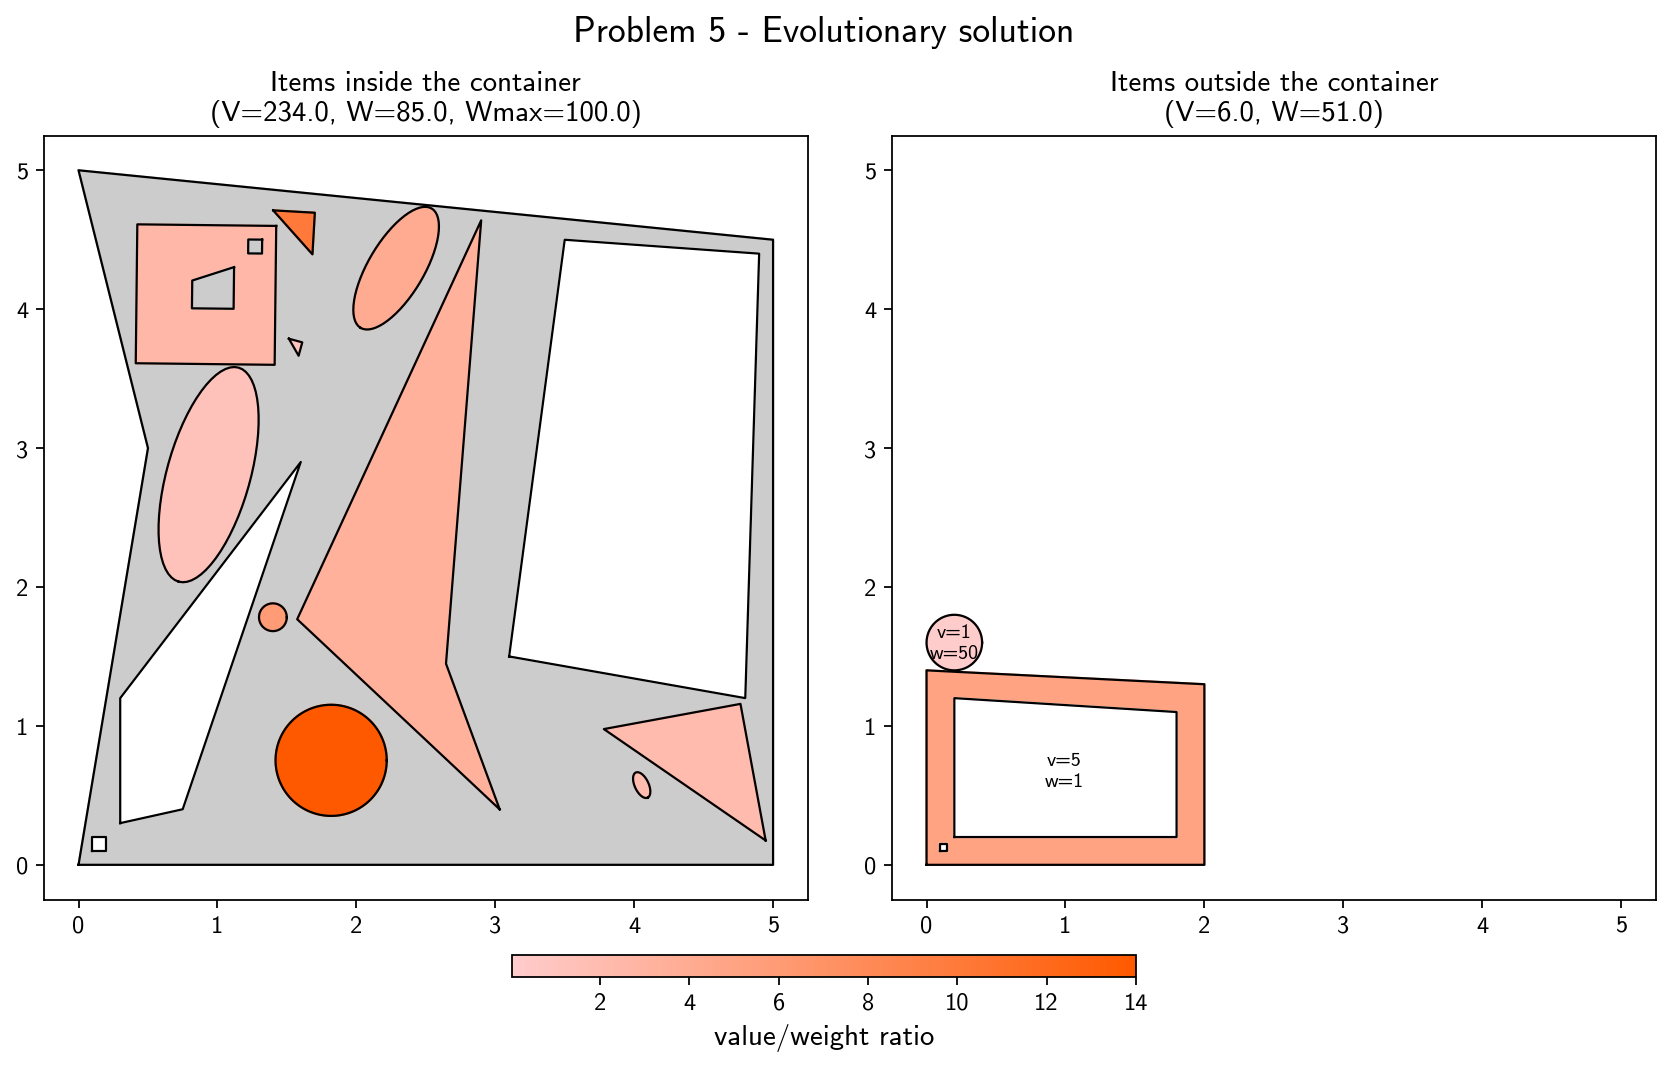 Problem 5 - Evolutionary solution
Items inside the container
(V=234.0, W=85.0, Wmax=100.0)
5
4
3
2
1
0
0 1 2 3 4 5
Items outside the container
(V=6.0, W=51.0)
5
4
3
2
1
0
v=1
w=50
v=5
w=1
0 1 2 3 4 5
2 4 6 8 10 12 14
value/weight ratio